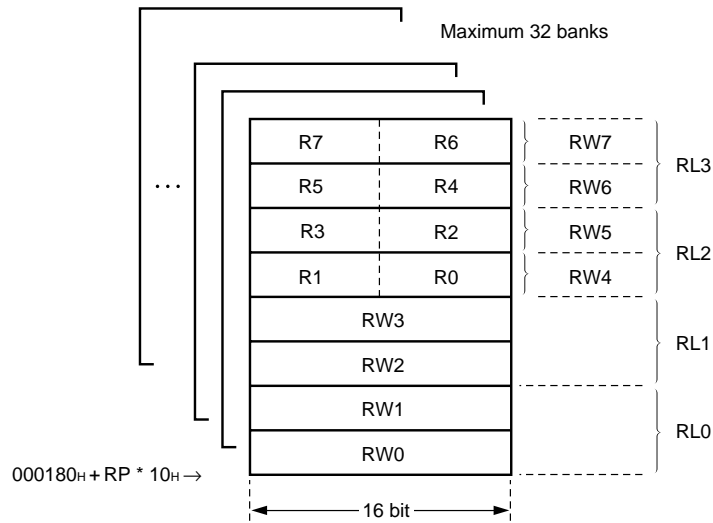 Maximum 32 banks
R7 R6 RW7
RL3
... R5 R4 RW6
R3 R2 RW5
RL2
R1 R0 RW4
RW3
RL1
RW2
RW1
RL0
RW0
000180H + RP * 10H →
16 bit